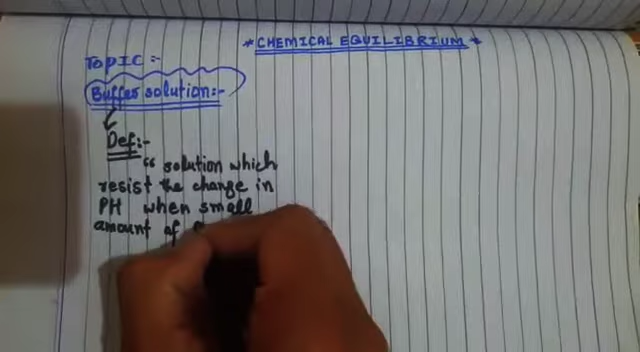 * CHEMICAL EQUILIBRIUM *
Topic :-
Buffer solution:-
Def:-
“ solution which
resist the change in
PH when small
amount of